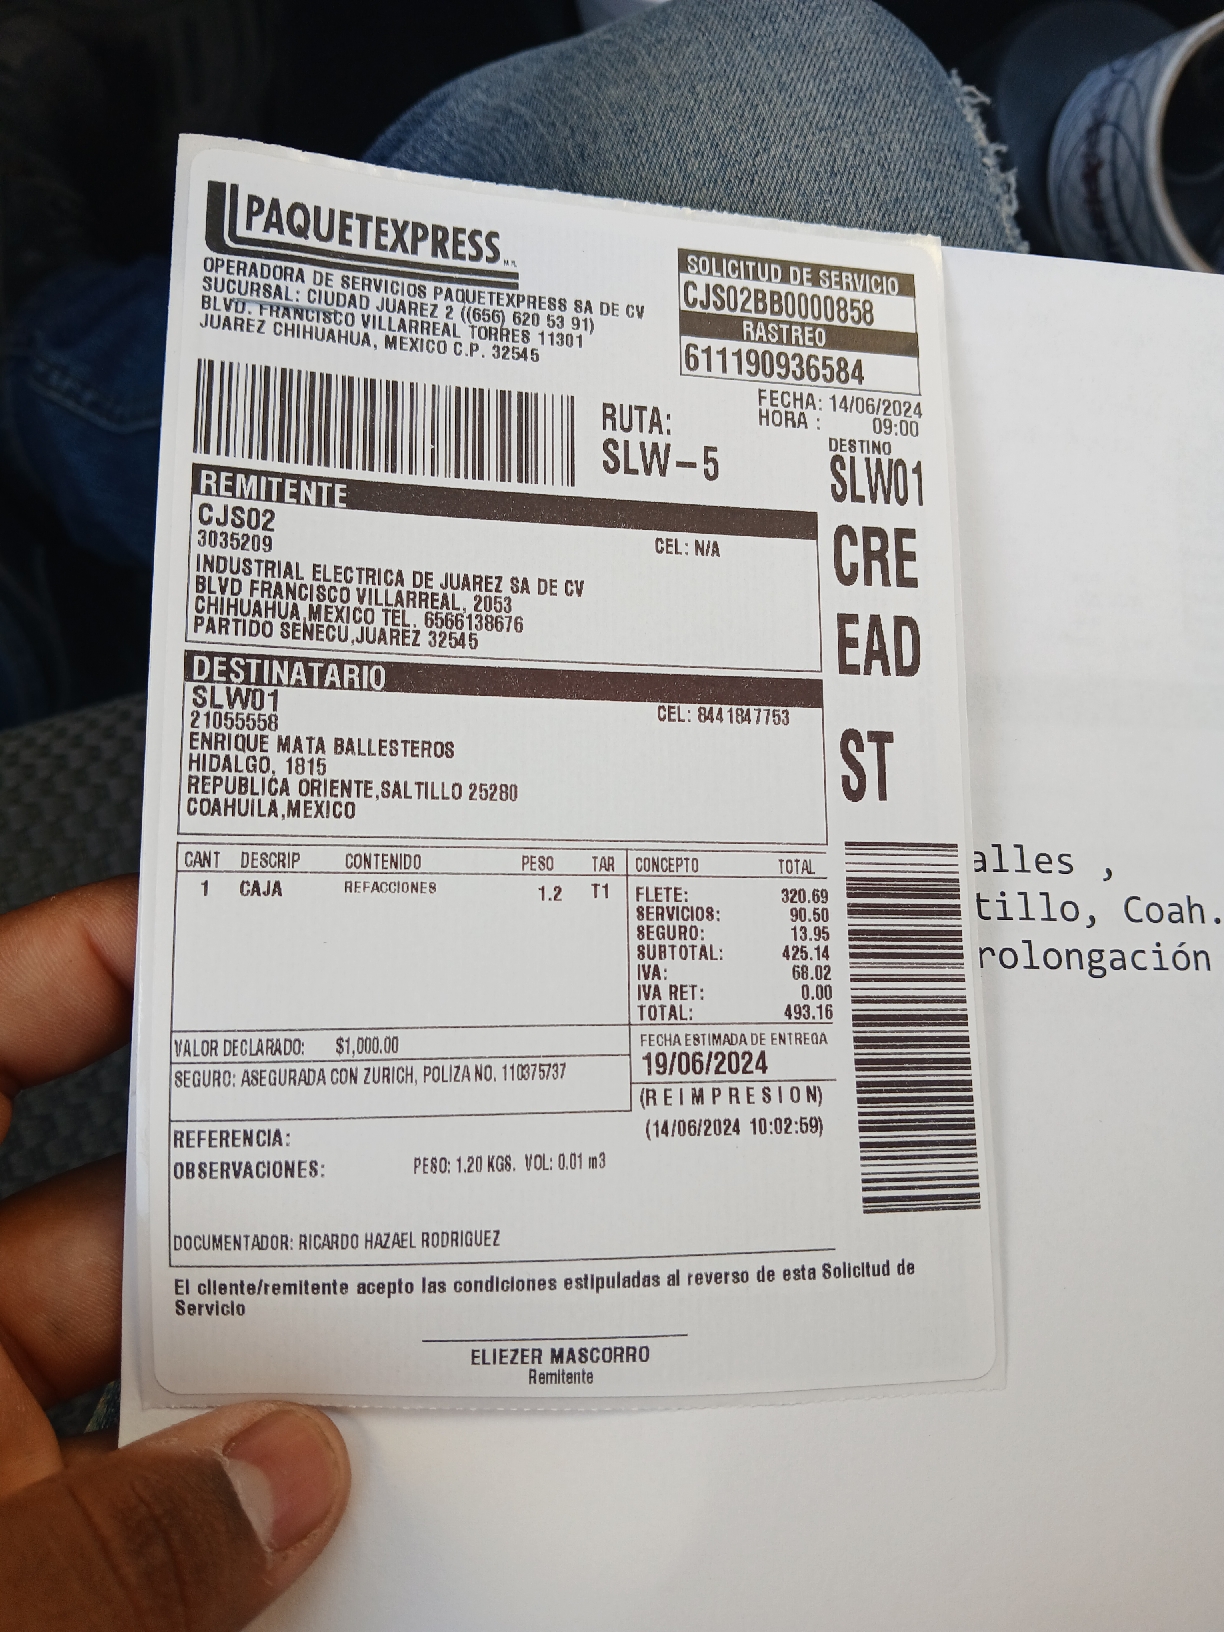 PAQUETEXPRESS
OPERADORA DE SERVICIOS PAQUETEXPRESS SA DE CV
SUCURSAL: CIUDAD JUAREZ 2 ((656) 620 53 91)
BLVD. FRANCISCO VILLARREAL TORRES 11301
JUAREZ CHIHUAHUA, MEXICO C.P. 32545
SOLICITUD DE SERVICIO
CJS02BB0000858
RASTREO
611190936584
FECHA: 14/06/2024
HORA : 09:00
RUTA:
SLW-5
DESTINO
SLW01
CRE
EAD
ST
REMITENTE
CJS02
3035209 CEL: N/A
INDUSTRIAL ELECTRICA DE JUAREZ SA DE CV
BLVD FRANCISCO VILLARREAL, 2053
CHIHUAHUA,MEXICO TEL. 6566138676
PARTIDO SENECU,JUAREZ 32545
DESTINATARIO
SLW01
21055558 CEL: 8441847753
ENRIQUE MATA BALLESTEROS
HIDALGO, 1815
REPUBLICA ORIENTE,SALTILLO 25280
COAHUILA,MEXICO
CANT DESCRIP CONTENIDO PESO TAR CONCEPTO TOTAL
1 CAJA REFACCIONES 1.2 T1
FLETE: 320.69
SERVICIOS: 90.50
SEGURO: 13.95
SUBTOTAL: 425.14
IVA: 68.02
IVA RET: 0.00
TOTAL: 493.16
VALOR DECLARADO: $1,000.00
SEGURO: ASEGURADA CON ZURICH, POLIZA NO. 110375737
FECHA ESTIMADA DE ENTREGA
19/06/2024
(REIMPRESION)
(14/06/2024 10:02:59)
REFERENCIA:
OBSERVACIONES: PESO: 1.20 KGS. VOL: 0.01 m3
DOCUMENTADOR: RICARDO HAZAEL RODRIGUEZ
El cliente/remitente acepto las condiciones estipuladas al reverso de esta Solicitud de
Servicio
ELIEZER MASCORRO
Remitente
alles ,
tillo, Coah.
rolongación